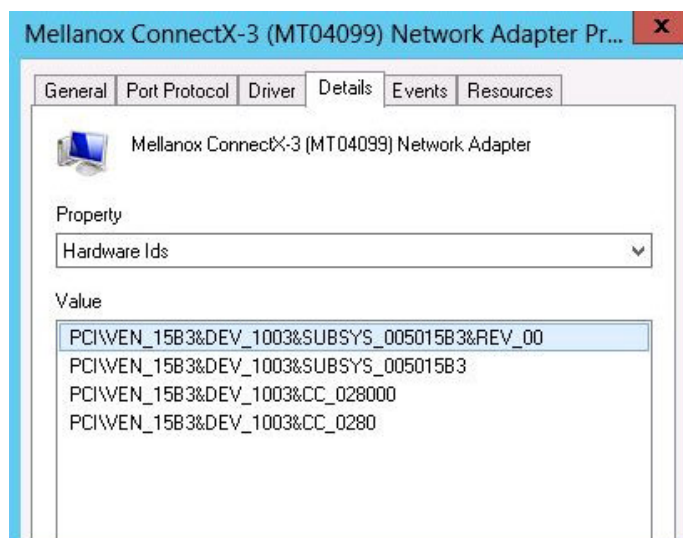 Mellanox ConnectX-3 (MT04099) Network Adapter Pr... x
General Port Protocol Driver Details Events Resources
Mellanox ConnectX-3 (MT04099) Network Adapter
Property
Hardware Ids
Value
PCI\VEN_15B3&DEV_1003&SUBSYS_005015B3&REV_00
PCI\VEN_15B3&DEV_1003&SUBSYS_005015B3
PCI\VEN_15B3&DEV_1003&CC_028000
PCI\VEN_15B3&DEV_1003&CC_0280